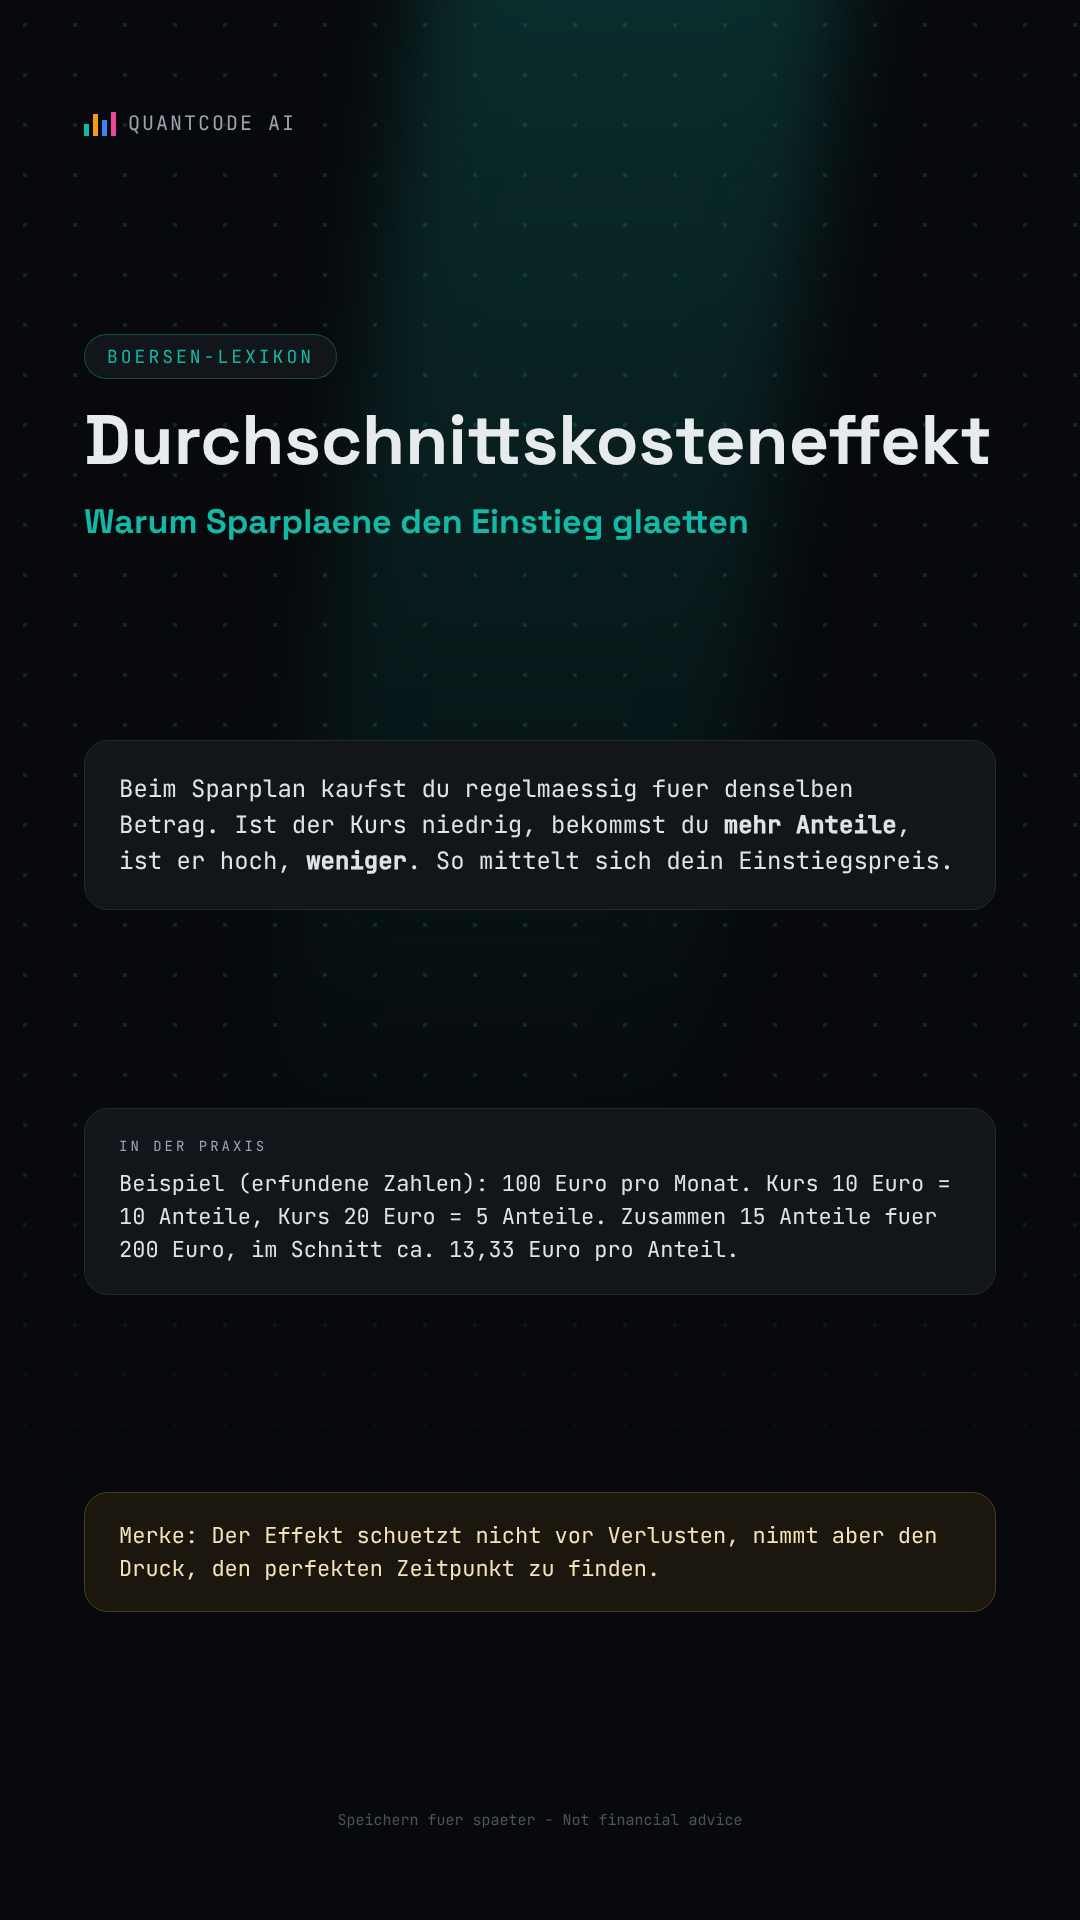 QUANTCODE AI
BOERSEN-LEXIKON
Durchschnittskosteneffekt
Warum Sparplaene den Einstieg glaetten
Beim Sparplan kaufst du regelmaessig fuer denselben
Betrag. Ist der Kurs niedrig, bekommst du mehr Anteile,
ist er hoch, weniger. So mittelt sich dein Einstiegspreis.
IN DER PRAXIS
Beispiel (erfundene Zahlen): 100 Euro pro Monat. Kurs 10 Euro =
10 Anteile, Kurs 20 Euro = 5 Anteile. Zusammen 15 Anteile fuer
200 Euro, im Schnitt ca. 13,33 Euro pro Anteil.
Merke: Der Effekt schuetzt nicht vor Verlusten, nimmt aber den
Druck, den perfekten Zeitpunkt zu finden.
Speichern fuer spaeter - Not financial advice